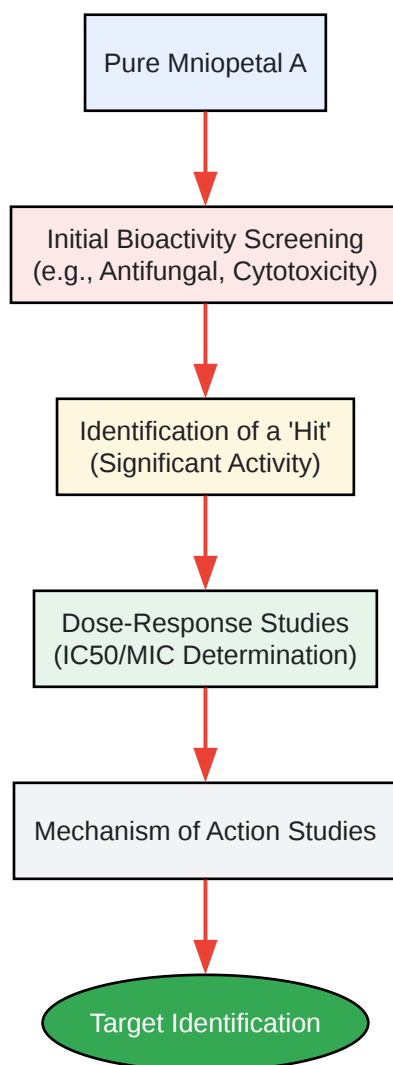 Pure Mniopetal A
Initial Bioactivity Screening
(e.g., Antifungal, Cytotoxicity)
Identification of a 'Hit'
(Significant Activity)
Dose-Response Studies
(IC50/MIC Determination)
Mechanism of Action Studies
Target Identification